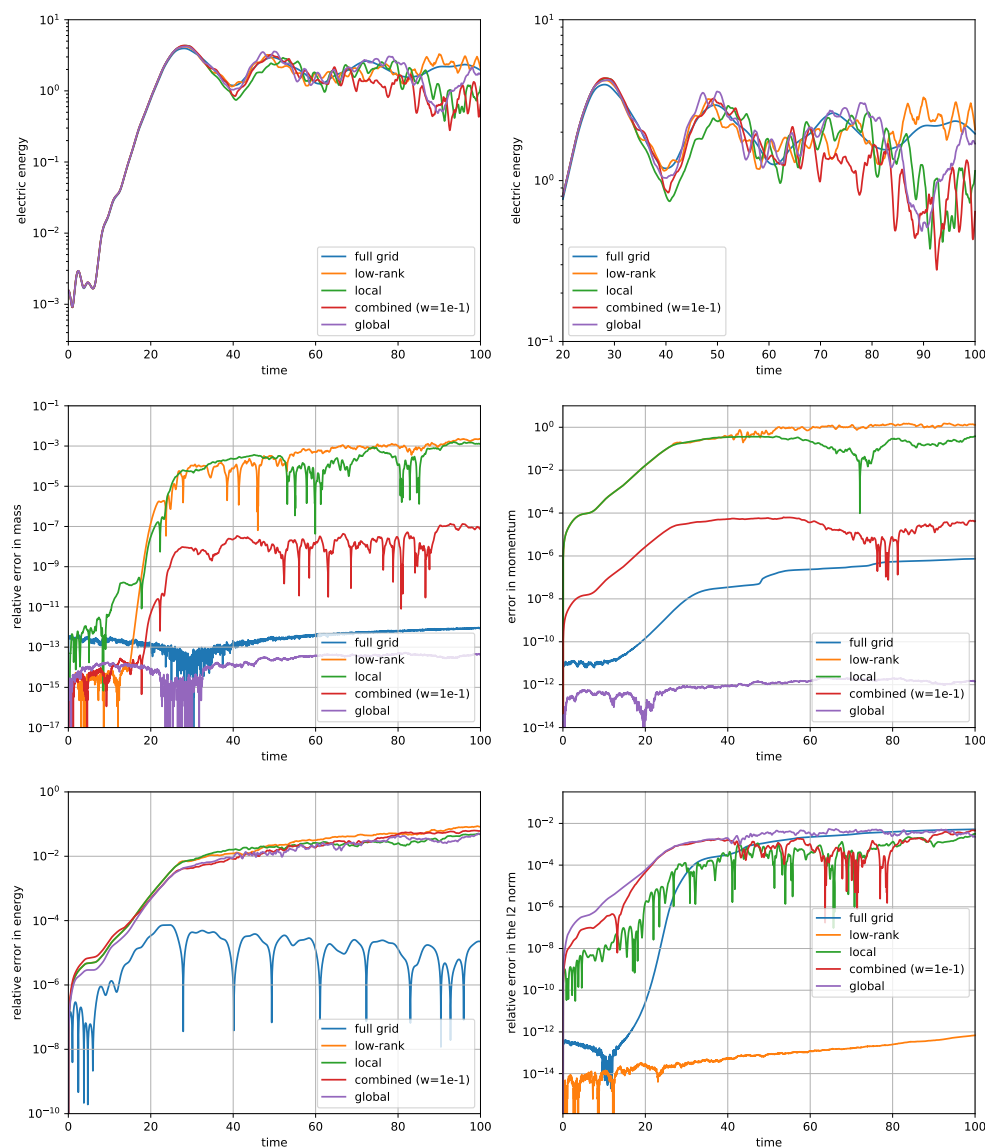 10^1
10^0
10^-1
10^-2
10^-3
electric energy
0 20 40 60 80 100
time
full grid
low-rank
local
combined (w=1e-1)
global
10^1
10^0
10^-1
electric energy
20 30 40 50 60 70 80 90 100
time
full grid
low-rank
local
combined (w=1e-1)
global
10^-1
10^-3
10^-5
10^-7
10^-9
10^-11
10^-13
10^-15
10^-17
relative error in mass
0 20 40 60 80 100
time
full grid
low-rank
local
combined (w=1e-1)
global
10^0
10^-2
10^-4
10^-6
10^-8
10^-10
10^-12
10^-14
error in momentum
0 20 40 60 80 100
time
full grid
low-rank
local
combined (w=1e-1)
global
10^0
10^-2
10^-4
10^-6
10^-8
10^-10
relative error in energy
0 20 40 60 80 100
time
full grid
low-rank
local
combined (w=1e-1)
global
10^-2
10^-4
10^-6
10^-8
10^-10
10^-12
10^-14
relative error in the l2 norm
0 20 40 60 80 100
time
full grid
low-rank
local
combined (w=1e-1)
global